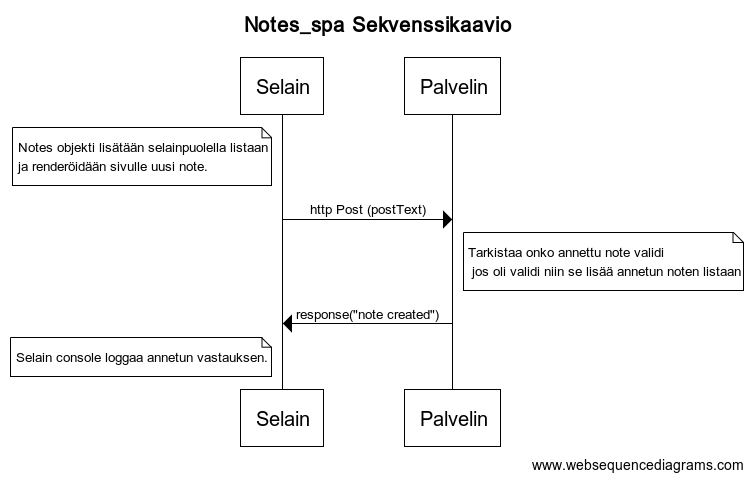 Notes_spa Sekvenssikaavio
Selain
Palvelin
Notes objekti lisätään selainpuolella listaan
ja renderöidään sivulle uusi note.
http Post (postText)
Tarkistaa onko annettu note validi
jos oli validi niin se lisää annetun noten listaan
response("note created")
Selain console loggaa annetun vastauksen.
Selain
Palvelin
www.websequencediagrams.com